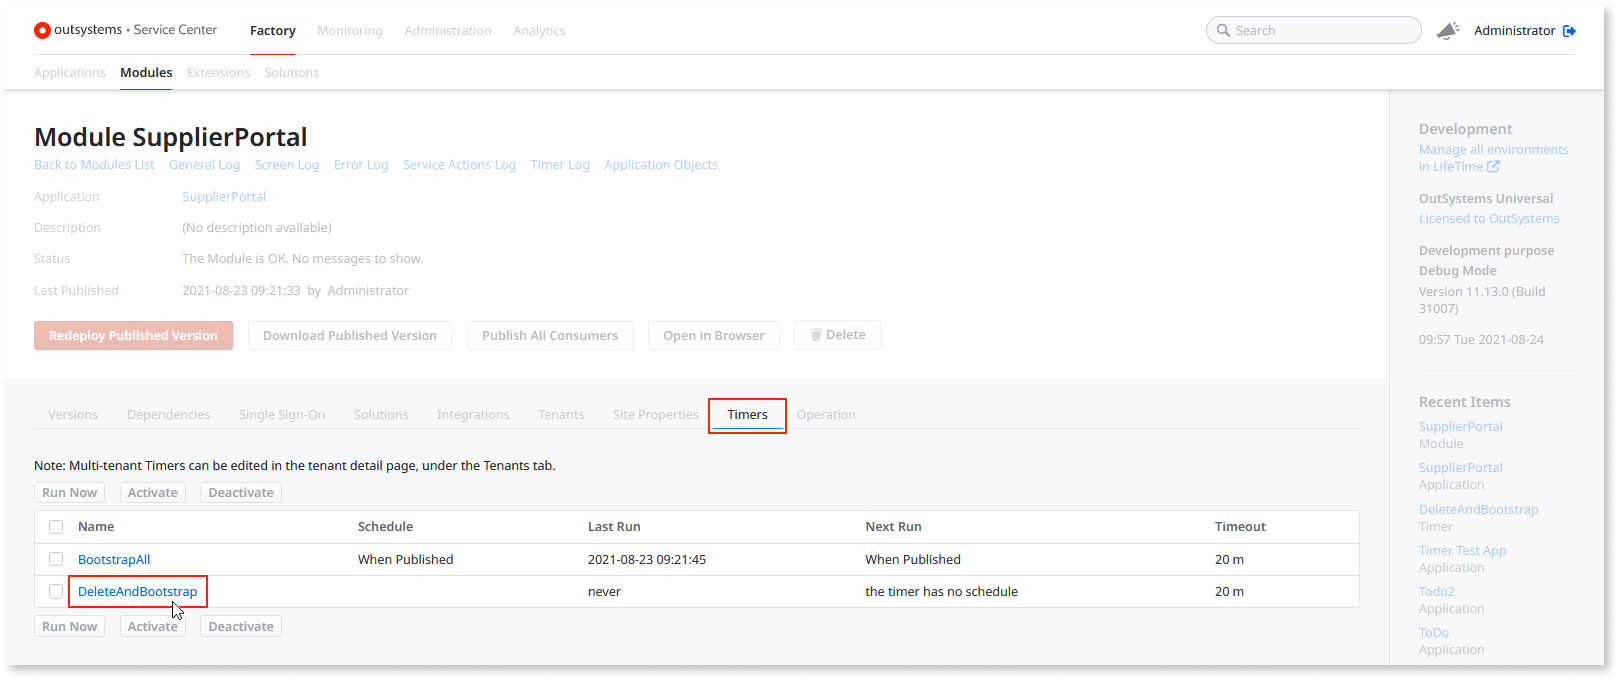 outsystems • Service Center Factory Monitoring Administration Analytics Search Administrator
Applications Modules Extensions Solutions
Module SupplierPortal
Back to Modules List General Log Screen Log Error Log Service Actions Log Timer Log Application Objects
Application SupplierPortal
Description (No description available)
Status The Module is OK. No messages to show.
Last Published 2021-08-23 09:21:33 by Administrator
Redeploy Published Version Download Published Version Publish All Consumers Open in Browser Delete
Versions Dependencies Single Sign-On Solutions Integrations Tenants Site Properties Timers Operation
Note: Multi-tenant Timers can be edited in the tenant detail page, under the Tenants tab.
Run Now Activate Deactivate
Name Schedule Last Run Next Run Timeout
BootstrapAll When Published 2021-08-23 09:21:45 When Published 20 m
DeleteAndBootstrap never the timer has no schedule 20 m
Run Now Activate Deactivate
Development
Manage all environments
in LifeTime
OutSystems Universal
Licensed to OutSystems
Development purpose
Debug Mode
Version 11.13.0 (Build
31007)
09:57 Tue 2021-08-24
Recent Items
SupplierPortal
Module
SupplierPortal
Application
DeleteAndBootstrap
Timer
Timer Test App
Application
Todo2
Application
ToDo
Application